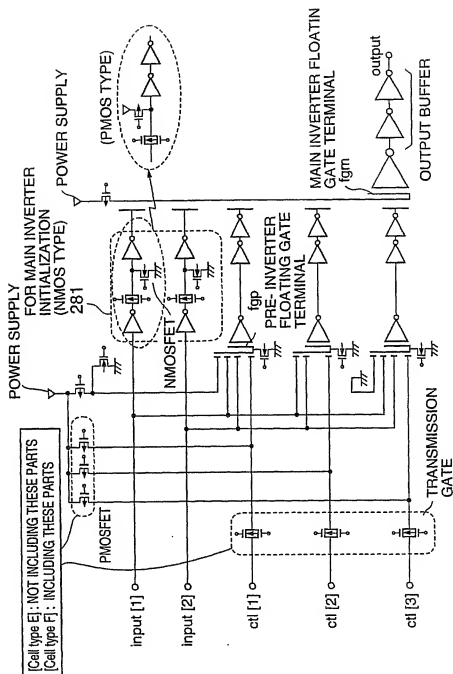 [Cell type E] : NOT INCLUDING THESE PARTS
[Cell type F] : INCLUDING THESE PARTS
POWER SUPPLY
FOR MAIN INVERTER
INITIALIZATION
(NMOS TYPE)
281
POWER SUPPLY
(PMOS TYPE)
PMOSFET
NMOSFET
input [1]
input [2]
fgp
PRE- INVERTER
FLOATING GATE
TERMINAL
MAIN INVERTER FLOATIN
GATE TERMINAL
fgm
output
OUTPUT BUFFER
ctl [1]
ctl [2]
ctl [3]
TRANSMISSION
GATE